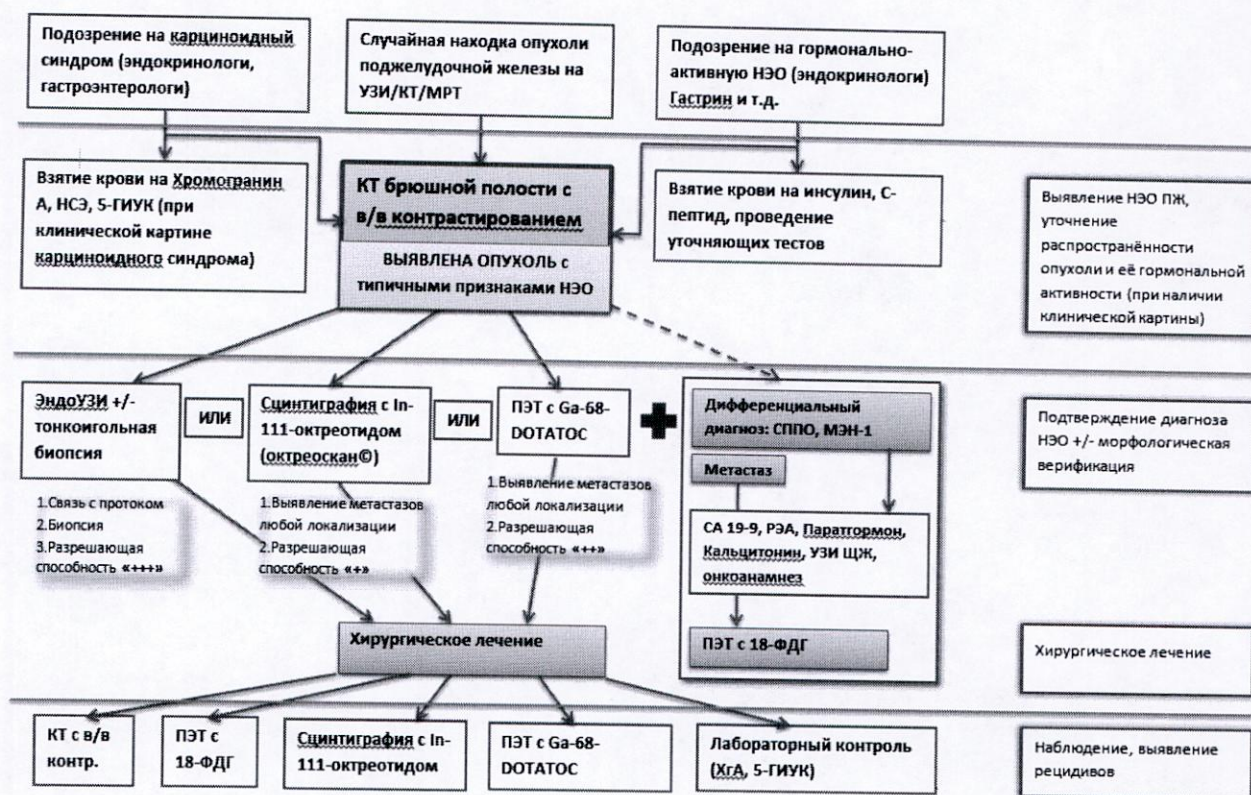 Подозрение на карциноидный
синдром (эндокринологи,
гастроэнтерологи)
Случайная находка опухоли
поджелудочной железы на
УЗИ/КТ/МРТ
Подозрение на гормонально-
активную НЭО (эндокринологи)
Гастрин и т.д.
Взятие крови на Хромогранин
А, НСЭ, 5-ГИУК (при
клинической картине
карциноидного синдрома)
КТ брюшной полости с
в/в контрастированием
ВЫЯВЛЕНА ОПУХОЛЬ с
типичными признаками НЭО
Взятие крови на инсулин, С-
пептид, проведение
уточняющих тестов
Выявление НЭО ПЖ,
уточнение
распространённости
опухоли и её гормональной
активности (при наличии
клинической картины)
ЭндоУЗИ +/-
тонкоигольная
биопсия
ИЛИ
Сцинтиграфия с In-
111-октреотидом
(октреоскан©)
ИЛИ
ПЭТ с Ga-68-
DOTATOC
Дифференциальный
диагноз: СППО, МЭН-1
Метастаз
СА 19-9, РЭА, Паратгормон,
Кальцитонин, УЗИ ЩЖ,
онкоанамнез
ПЭТ с 18-ФДГ
Подтверждение диагноза
НЭО +/- морфологическая
верификация
1.Связь с протоком
2.Биопсия
3.Разрешающая
способность «+++»
1.Выявление метастазов
любой локализации
2.Разрешающая
способность «+»
1.Выявление метастазов
любой локализации
2.Разрешающая
способность «++»
Хирургическое лечение
Хирургическое лечение
КТ с в/в
контр.
ПЭТ с
18-ФДГ
Сцинтиграфия с In-
111-октреотидом
ПЭТ с Ga-68-
DOTATOC
Лабораторный контроль
(ХгА, 5-ГИУК)
Наблюдение, выявление
рецидивов